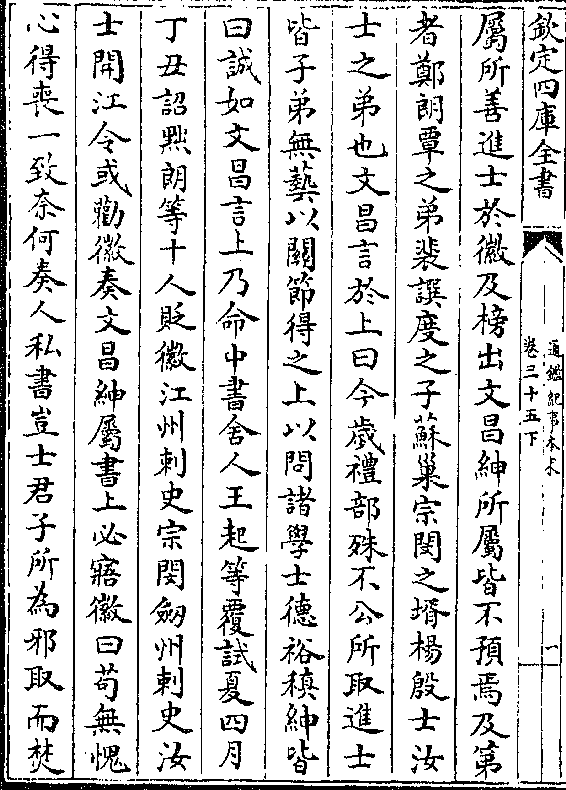 欽定四庫全書
通鑑紀事本末
卷三十五下
一
屬所善進士於徽及榜出文昌紳所屬皆不預焉及第
者鄭朗覃之弟裴譔度之子蘇巢宗閔之壻楊殷士汝
士之弟也文昌言於上曰今歲禮部殊不公所取進士
皆子弟無藝以關節得之上以問諸學士德裕稹紳皆
曰誠如文昌言上乃命中書舍人王起等覆試夏四月
丁丑詔黜朗等十人貶徽江州刺史宗閔劒州刺史汝
士開江令或勸徽奏文昌紳屬書上必寤徽曰苟無愧
心得喪一致奈何奏人私書豈士君子所為邪取而焚